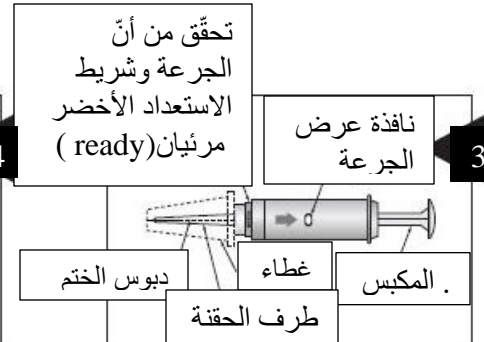 تحقّق من أنّ
الجرعة وشريط
الاستعداد الأخضر
مرئيان(ready )
نافذة عرض
الجرعة
3
4
دبوس الختم
غطاء
. المكبس
طرف الحقنة